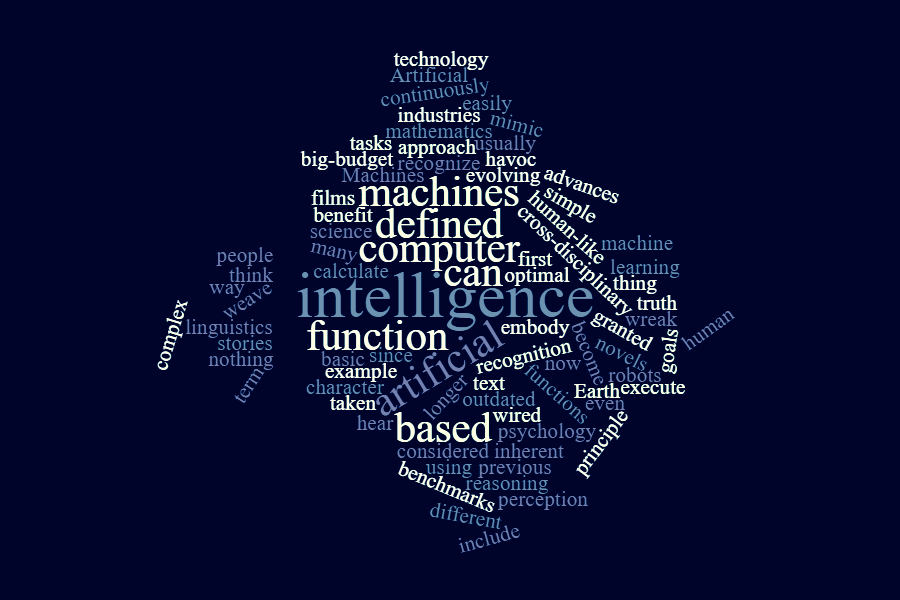 technology
Artificial
continuously
easily
industries
mimic
mathematics
tasks
approach
usually
big-budget
recognize
havoc
Machines
evolving
advances
films
machines
simple
human-like
benefit
defined
cross-disciplinary
science
many
computer
first
machine
people
calculate
can
optimal
learning
think
thing
way
weave
intelligence
truth
complex
linguistics
function
embody
granted
wreak
human
stories
artificial
recognition
become
novels
goals
nothing
basic
since
now
term
example
robots
character
longer
text
functions
Earth
execute
taken
outdated
even
hear
based
wired
psychology
principle
considered
inherent
using
previous
benchmarks
reasoning
perception
different
include